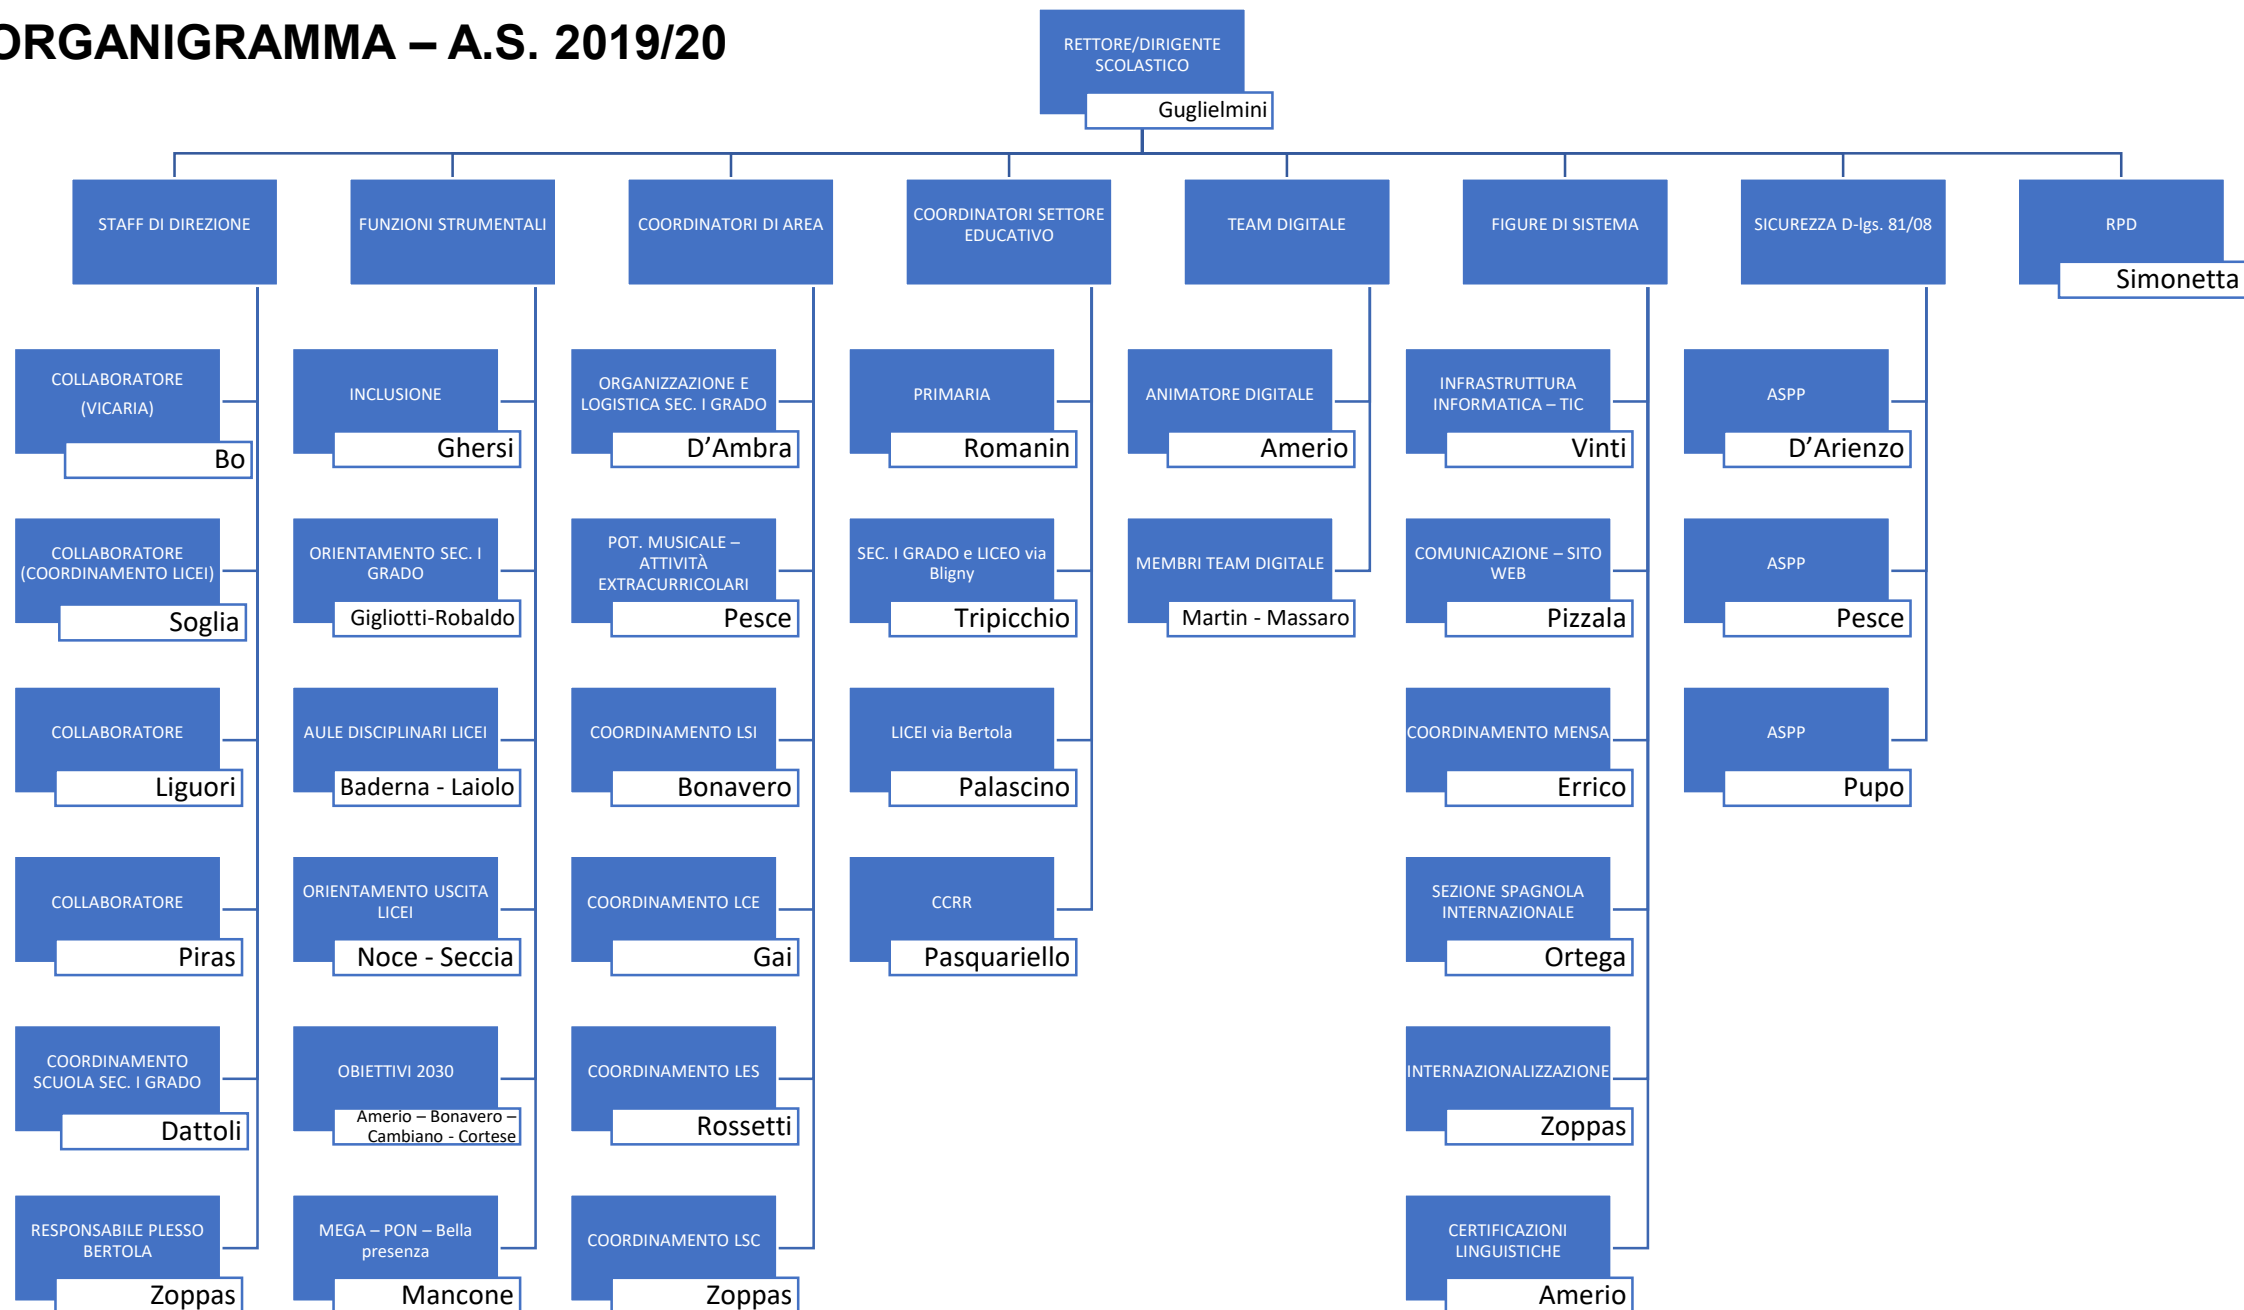 ORGANIGRAMMA – A.S. 2019/20
RETTORE/DIRIGENTE
SCOLASTICO
Guglielmini
STAFF DI DIREZIONE
COLLABORATORE
(VICARIA)
Bo
COLLABORATORE
(COORDINAMENTO LICEI)
Soglia
COLLABORATORE
Liguori
COLLABORATORE
Piras
COORDINAMENTO
SCUOLA SEC. I GRADO
Dattoli
RESPONSABILE PLESSO
BERTOLA
Zoppas
FUNZIONI STRUMENTALI
INCLUSIONE
Ghersi
ORIENTAMENTO SEC. I
GRADO
Gigliotti-Robaldo
AULE DISCIPLINARI LICEI
Baderna - Laiolo
ORIENTAMENTO USCITA
LICEI
Noce - Seccia
OBIETTIVI 2030
Amerio – Bonavero –
Cambiano - Cortese
MEGA – PON – Bella
presenza
Mancone
COORDINATORI DI AREA
ORGANIZZAZIONE E
LOGISTICA SEC. I GRADO
D’Ambra
POT. MUSICALE –
ATTIVITÀ
EXTRACURRICOLARI
Pesce
COORDINAMENTO LSI
Bonavero
COORDINAMENTO LCE
Gai
COORDINAMENTO LES
Rossetti
COORDINAMENTO LSC
Zoppas
COORDINATORI SETTORE
EDUCATIVO
PRIMARIA
Romanin
SEC. I GRADO e LICEO via
Bligny
Tripicchio
LICEI via Bertola
Palascino
CCRR
Pasquariello
TEAM DIGITALE
ANIMATORE DIGITALE
Amerio
MEMBRI TEAM DIGITALE
Martin - Massaro
FIGURE DI SISTEMA
INFRASTRUTTURA
INFORMATICA – TIC
Vinti
COMUNICAZIONE – SITO
WEB
Pizzala
COORDINAMENTO MENSA
Errico
SEZIONE SPAGNOLA
INTERNAZIONALE
Ortega
INTERNAZIONALIZZAZIONE
Zoppas
CERTIFICAZIONI
LINGUISTICHE
Amerio
SICUREZZA D-lgs. 81/08
ASPP
D’Arienzo
ASPP
Pesce
ASPP
Pupo
RPD
Simonetta